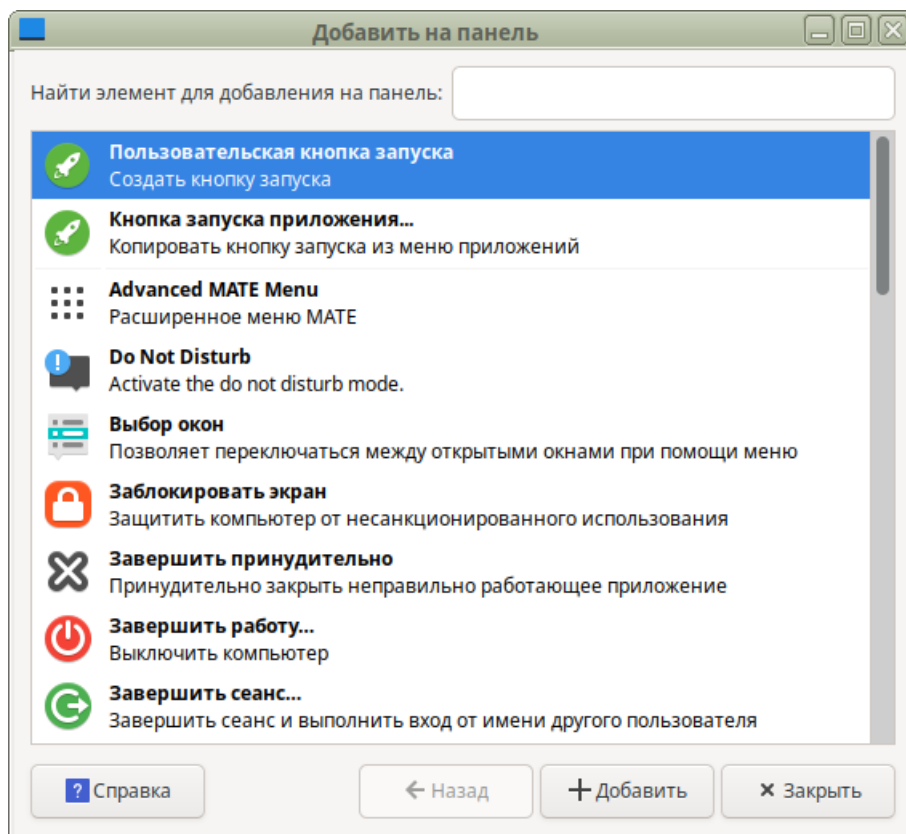 Добавить на панель
Найти элемент для добавления на панель:
Пользовательская кнопка запуска
Создать кнопку запуска
Кнопка запуска приложения...
Копировать кнопку запуска из меню приложений
Advanced MATE Menu
Расширенное меню MATE
Do Not Disturb
Activate the do not disturb mode.
Выбор окон
Позволяет переключаться между открытыми окнами при помощи меню
Заблокировать экран
Защитить компьютер от несанкционированного использования
Завершить принудительно
Принудительно закрыть неправильно работающее приложение
Завершить работу...
Выключить компьютер
Завершить сеанс...
Завершить сеанс и выполнить вход от имени другого пользователя
Справка Назад Добавить Закрыть